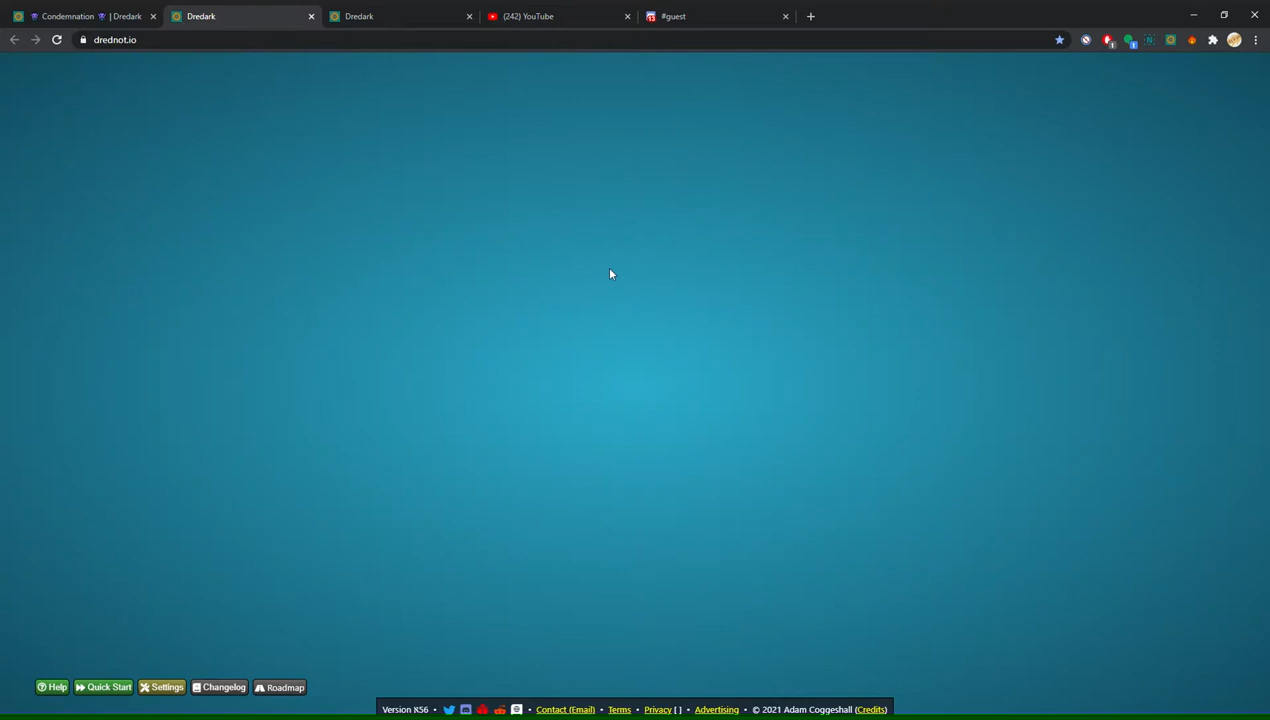 Condemnation | Dredark
Dredark
Dredark
(242) YouTube
#guest
drednot.io
Help
Quick Start
Settings
Changelog
Roadmap
Version K56 • • Contact (Email) • Terms • Privacy [ ] • Advertising • © 2021 Adam Coggeshall (Credits)